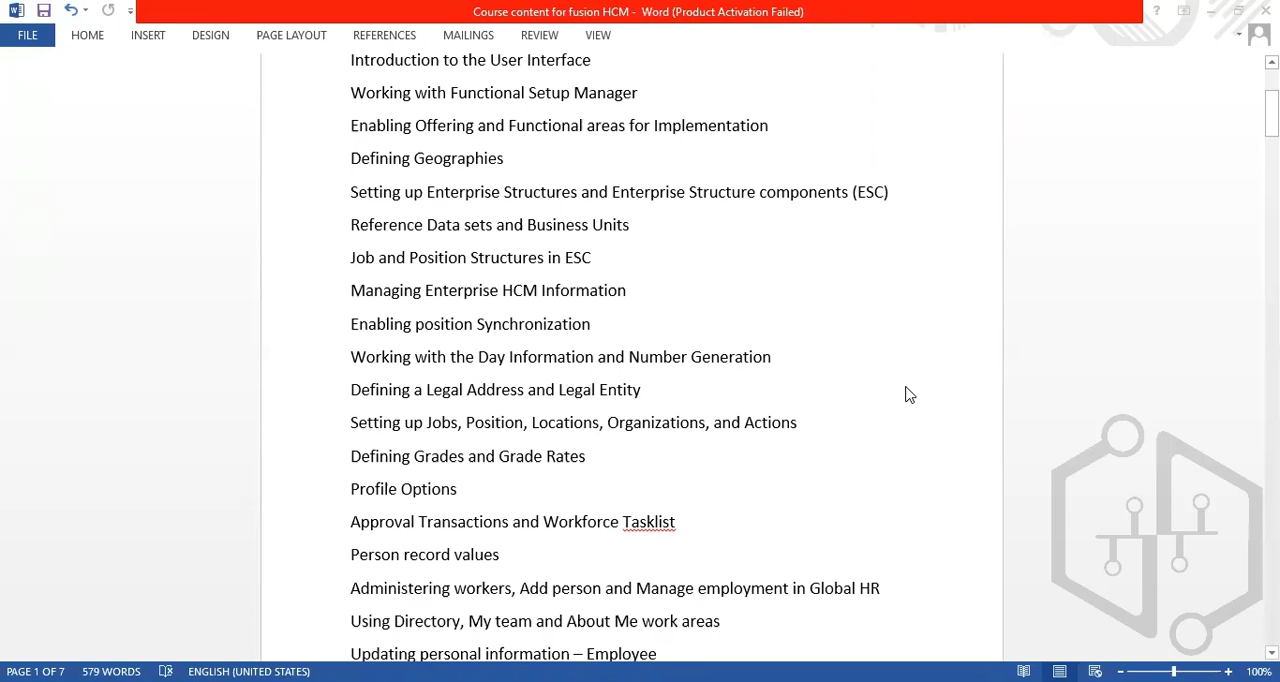 Course content for fusion HCM - Word (Product Activation Failed)
FILE HOME INSERT DESIGN PAGE LAYOUT REFERENCES MAILINGS REVIEW VIEW
Introduction to the User Interface
Working with Functional Setup Manager
Enabling Offering and Functional areas for Implementation
Defining Geographies
Setting up Enterprise Structures and Enterprise Structure components (ESC)
Reference Data sets and Business Units
Job and Position Structures in ESC
Managing Enterprise HCM Information
Enabling position Synchronization
Working with the Day Information and Number Generation
Defining a Legal Address and Legal Entity
Setting up Jobs, Position, Locations, Organizations, and Actions
Defining Grades and Grade Rates
Profile Options
Approval Transactions and Workforce Tasklist
Person record values
Administering workers, Add person and Manage employment in Global HR
Using Directory, My team and About Me work areas
Updating personal information – Employee
PAGE 1 OF 7 579 WORDS ENGLISH (UNITED STATES) 100%